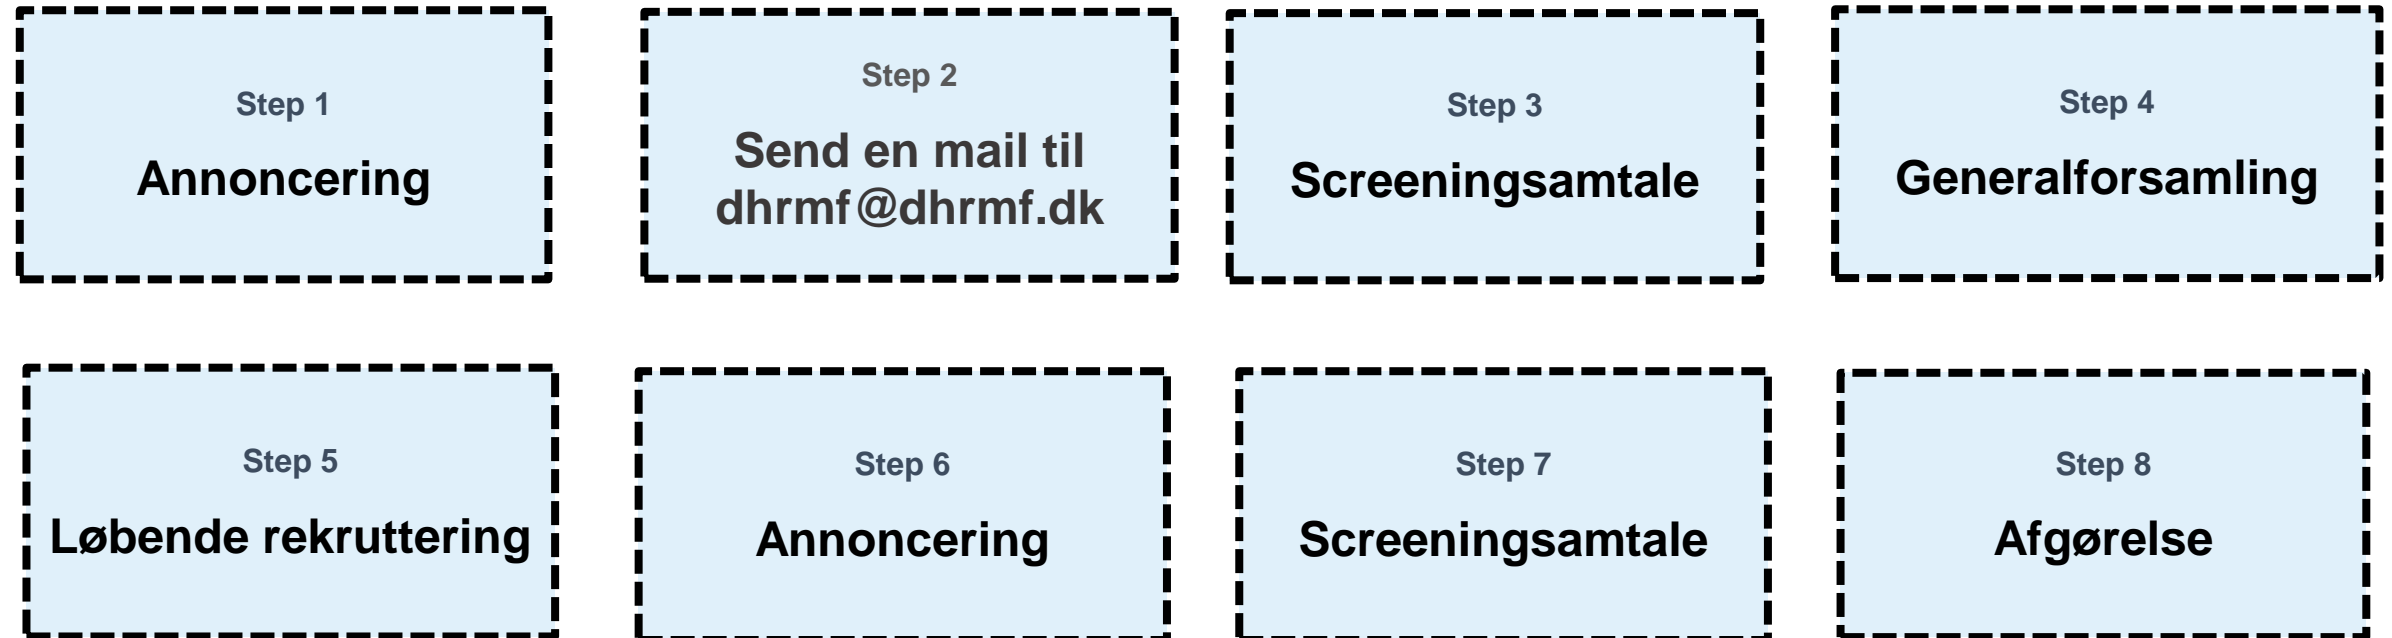 Step 1
Annoncering
Step 2
Send en mail til
dhrmf@dhrmf.dk
Step 3
Screeningsamtale
Step 4
Generalforsamling
Step 5
Løbende rekruttering
Step 6
Annoncering
Step 7
Screeningsamtale
Step 8
Afgørelse